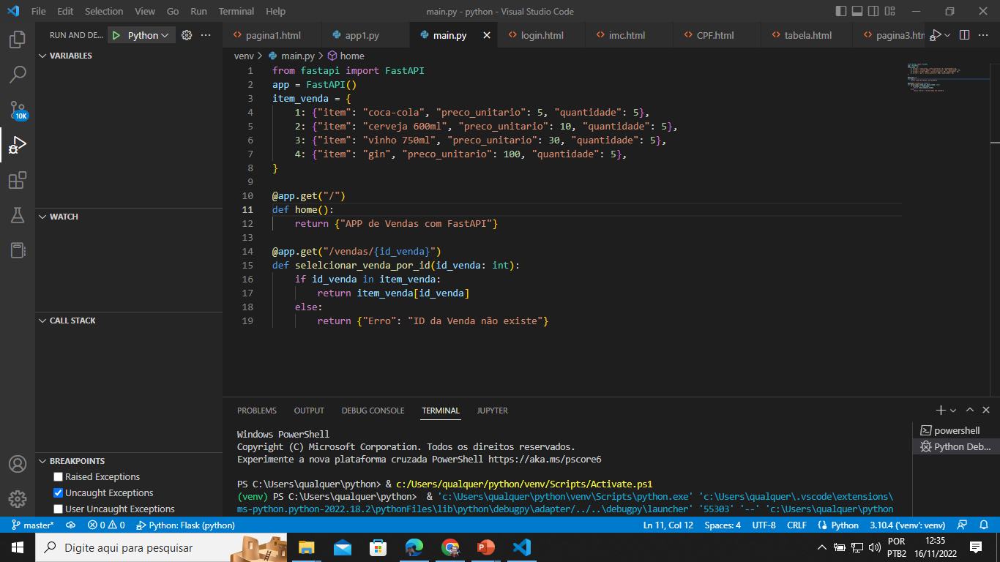 File Edit Selection View Go Run Terminal Help
main.py - python - Visual Studio Code
RUN AND DE...
Python
pagina1.html
app1.py
main.py
login.html
imc.html
CPF.html
tabela.html
pagina3.htm
VARIABLES
venv > main.py > home
1 from fastapi import FastAPI
2 app = FastAPI()
3 item_venda = {
4 1: {"item": "coca-cola", "preco_unitario": 5, "quantidade": 5},
5 2: {"item": "cerveja 600ml", "preco_unitario": 10, "quantidade": 5},
6 3: {"item": "vinho 750ml", "preco_unitario": 30, "quantidade": 5},
7 4: {"item": "gin", "preco_unitario": 100, "quantidade": 5},
8 }
9
10 @app.get("/")
11 def home():
12 return {"APP de Vendas com FastAPI"}
13
14 @app.get("/vendas/{id_venda}")
15 def selelcionar_venda_por_id(id_venda: int):
16 if id_venda in item_venda:
17 return item_venda[id_venda]
18 else:
19 return {"Erro": "ID da Venda não existe"}
10K
WATCH
CALL STACK
BREAKPOINTS
Raised Exceptions
Uncaught Exceptions
User Uncaught Exceptions
PROBLEMS OUTPUT DEBUG CONSOLE TERMINAL JUPYTER
powershell
Python Deb...
Windows PowerShell
Copyright (C) Microsoft Corporation. Todos os direitos reservados.
Experimente a nova plataforma cruzada PowerShell https://aka.ms/pscore6
PS C:\Users\qualquer\python> & c:/Users/qualquer/python/venv/Scripts/Activate.ps1
(venv) PS C:\Users\qualquer\python> & 'c:\Users\qualquer\python\venv\Scripts\python.exe' 'c:\Users\qualquer\.vscode\extensions\
ms-python.python-2022.18.2\pythonFiles\lib\python\debugpy\adapter/../..\debugpy\launcher' '55303' '--' 'c:\Users\qualquer\python
master* 0 0 Python: Flask (python)
Ln 11, Col 12 Spaces: 4 UTF-8 CRLF Python 3.10.4 ('venv': venv)
Digite aqui para pesquisar
POR
PTB2
12:35
16/11/2022